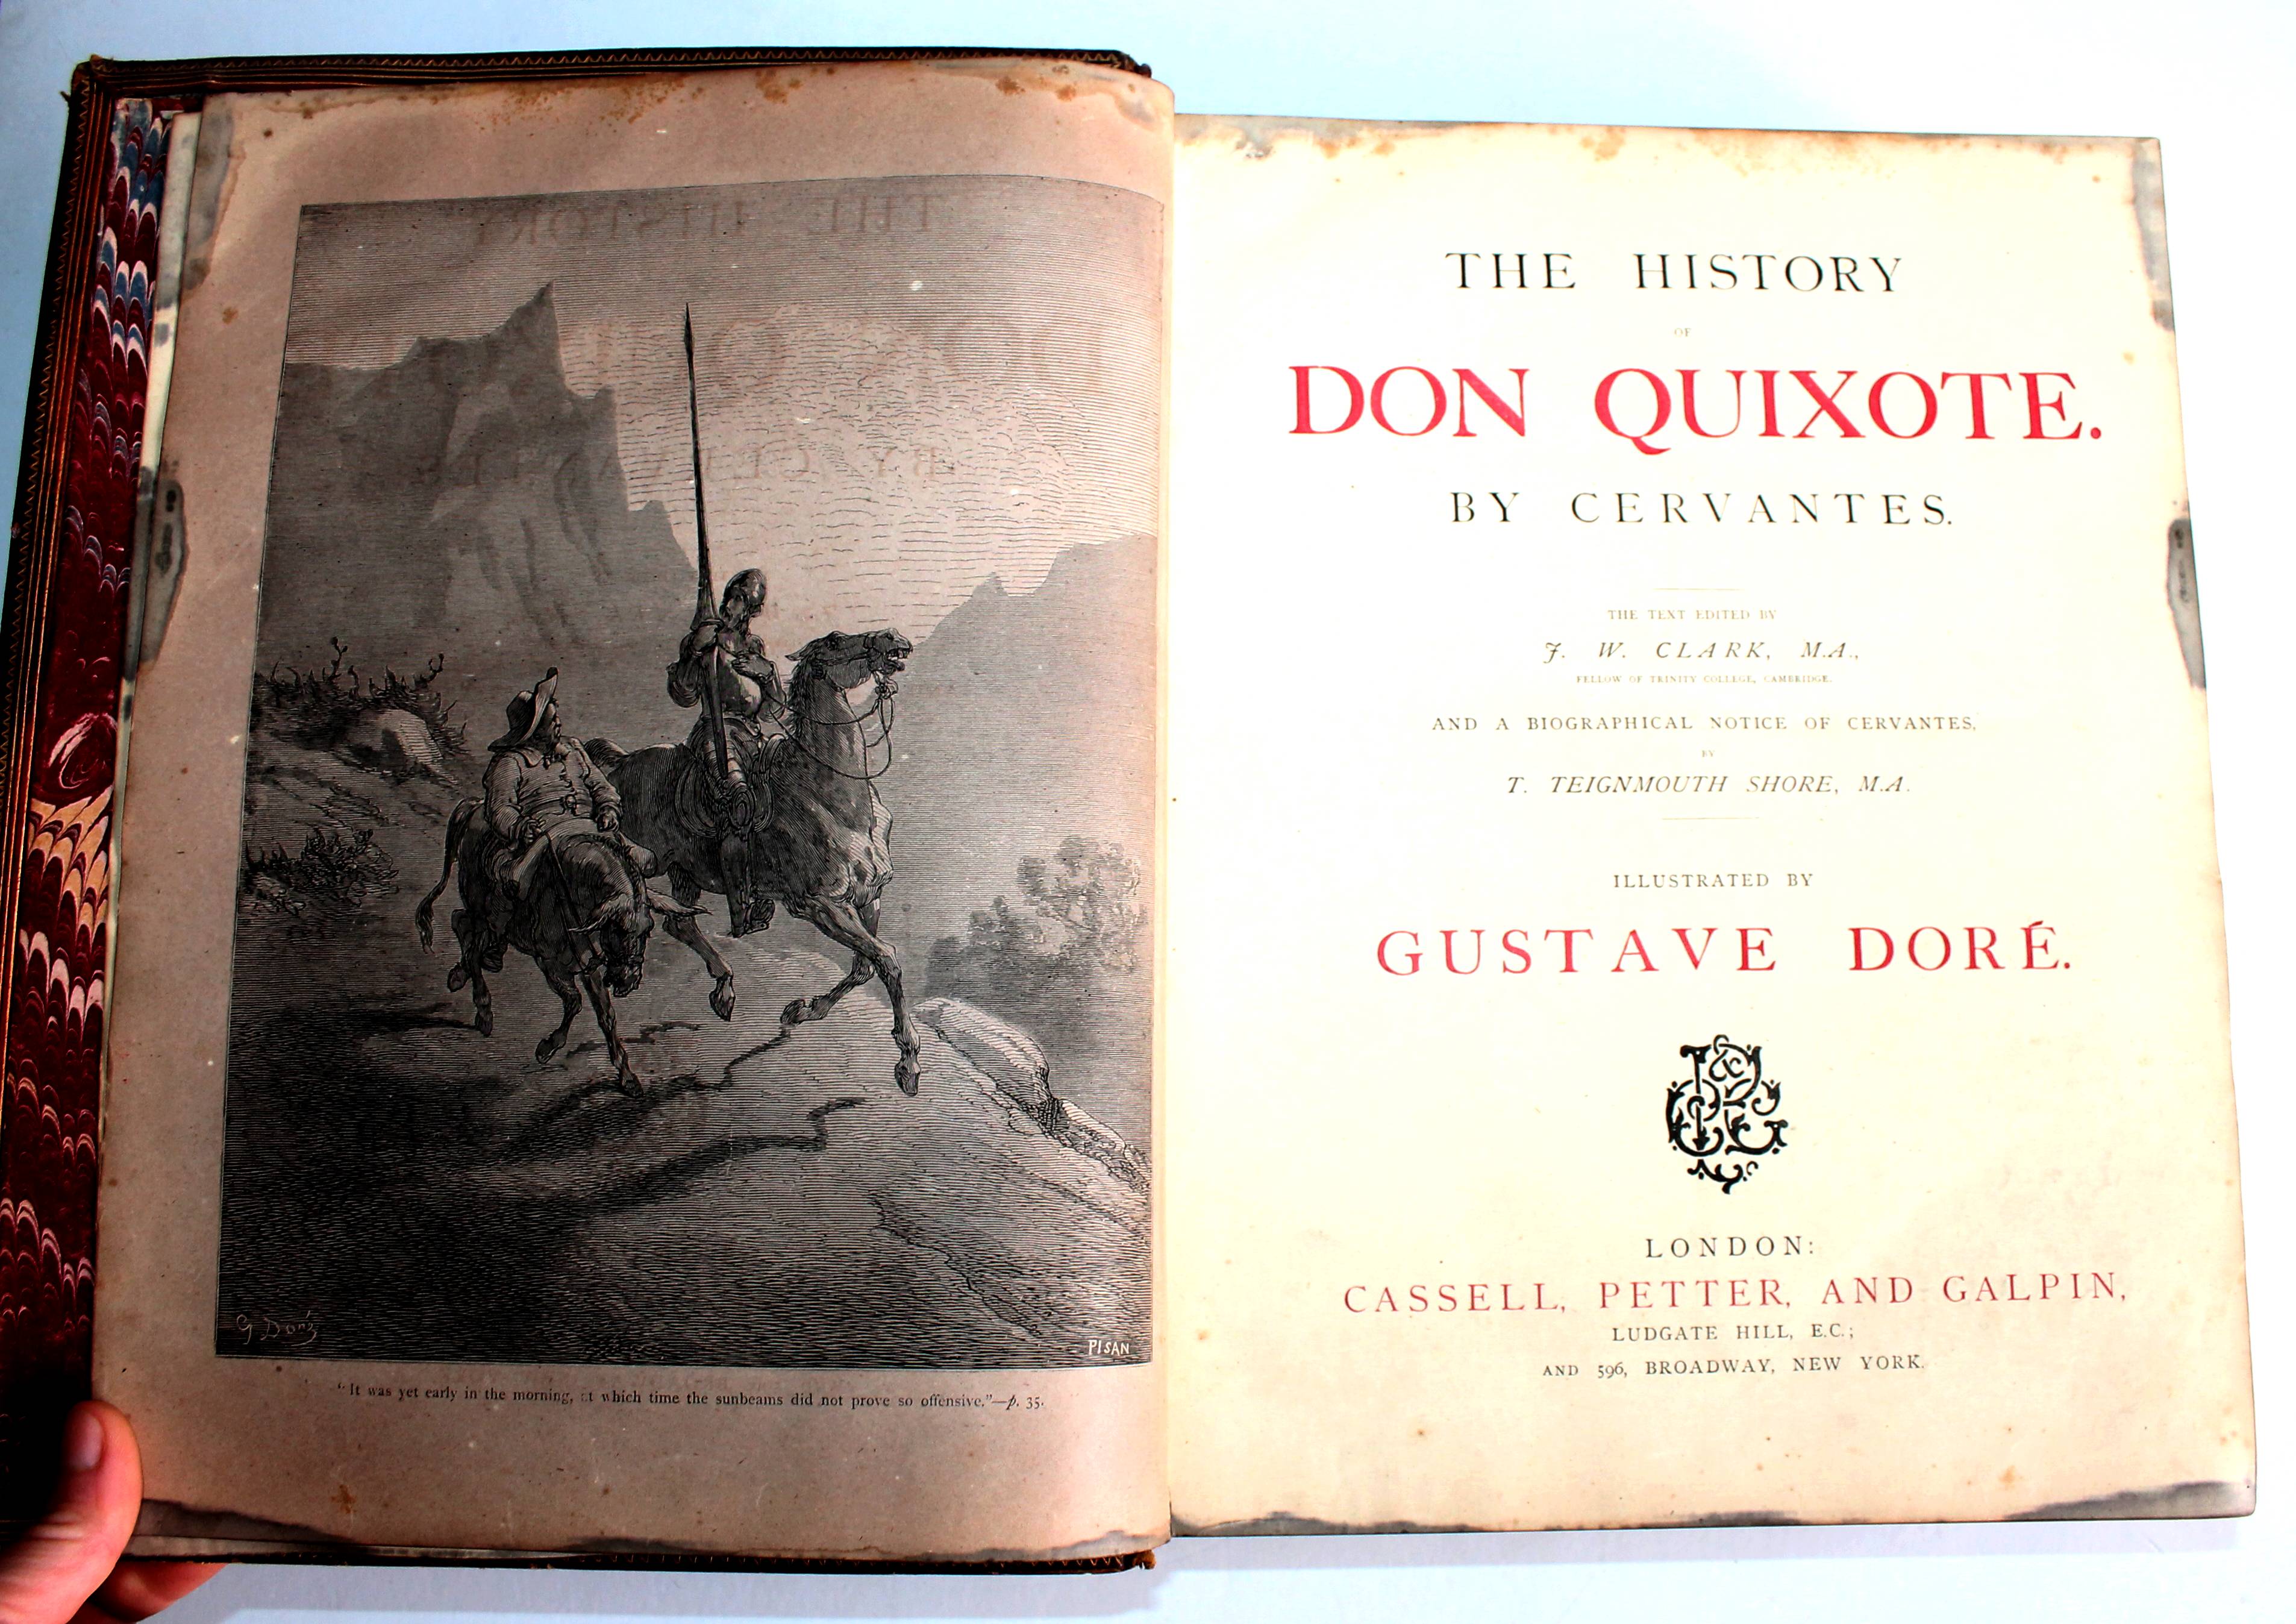 G Doré
PISAN
"It was yet early in the morning, at which time the sunbeams did not prove so offensive."—p. 35.
THE HISTORY
OF
DON QUIXOTE.
BY CERVANTES.
THE TEXT EDITED BY
J. W. CLARK, M.A.,
FELLOW OF TRINITY COLLEGE, CAMBRIDGE.
AND A BIOGRAPHICAL NOTICE OF CERVANTES,
BY
T. TEIGNMOUTH SHORE, M.A.
ILLUSTRATED BY
GUSTAVE DORÉ.
LONDON:
CASSELL, PETTER, AND GALPIN,
LUDGATE HILL, E.C.;
AND 596, BROADWAY, NEW YORK.